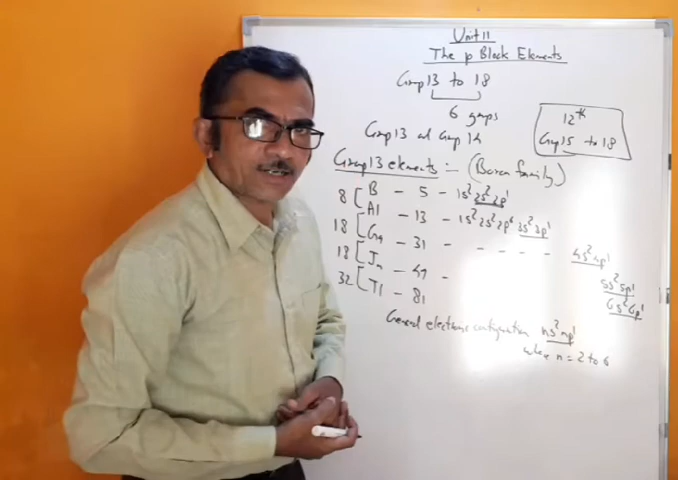 Unit 11
The p Block Elements
Group 13 to 18
6 groups
12th
Group 15 to 18
Group 13 and Group 14
Group 13 elements :- (Boron family)
8 [ B - 5 - 1s² 2s² 2p¹
Al - 13 - 1s² 2s² 2p⁶ 3s² 3p¹
18 [ Ga - 31 - - - - - 4s² 4p¹
18 [ In - 49 - 5s² 5p¹
32 [ Tl - 81 6s² 6p¹
General electronic configuration ns² np¹
where n = 2 to 6